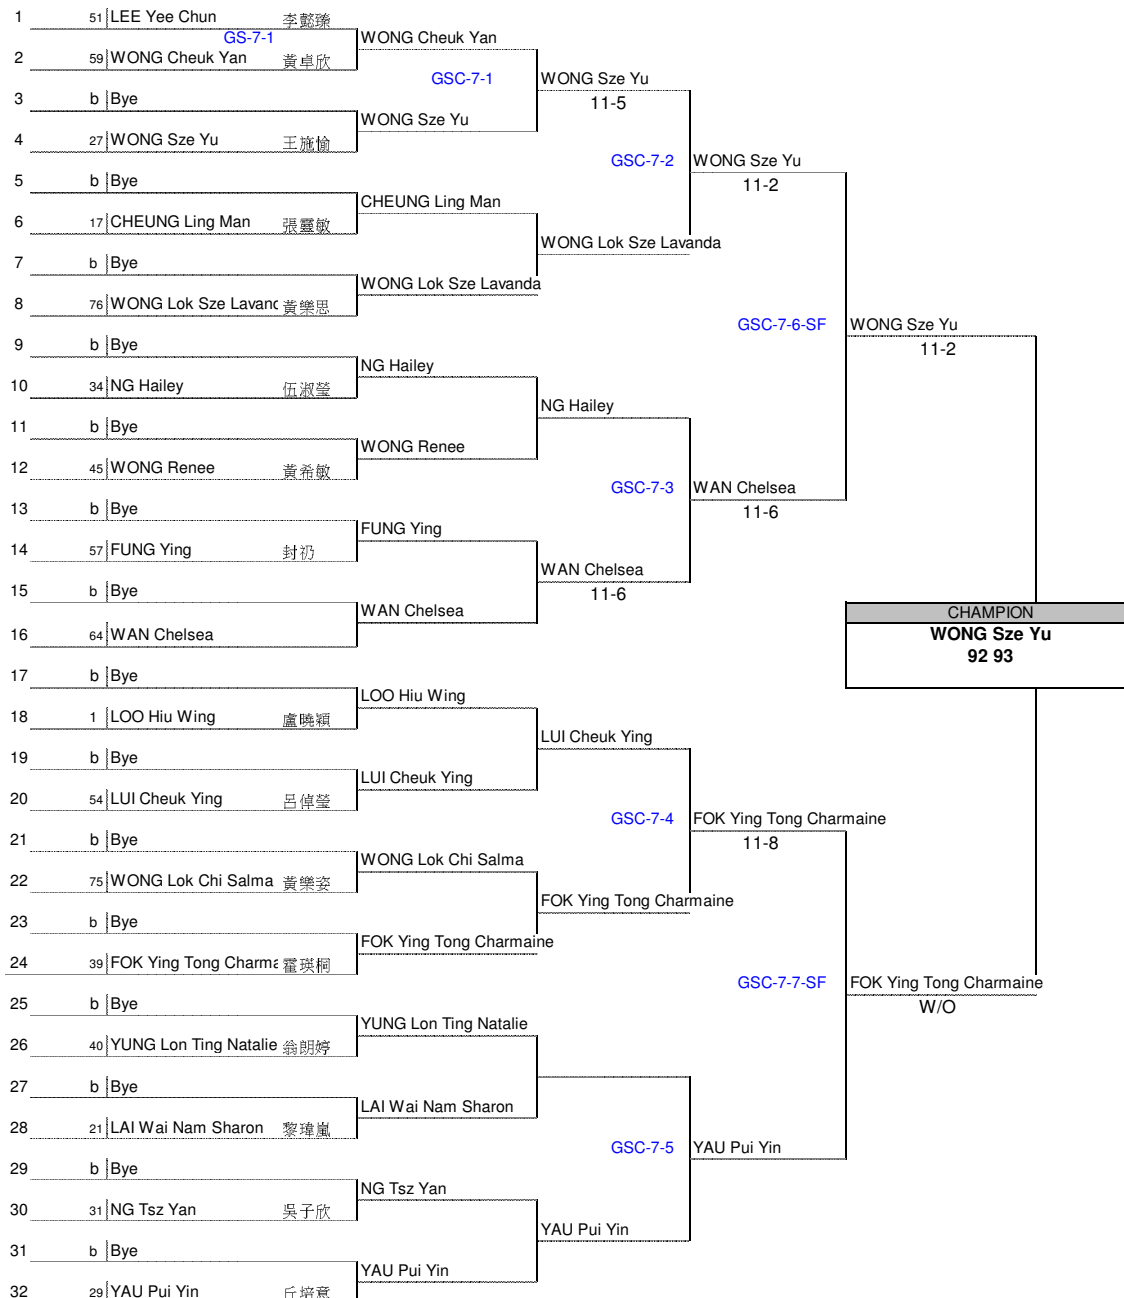 1 51 LEE Yee Chun 李懿臻
GS-7-1
WONG Cheuk Yan
2 59 WONG Cheuk Yan 黃卓欣
GSC-7-1
WONG Sze Yu
11-5
3 b Bye
WONG Sze Yu
4 27 WONG Sze Yu 王施愉
GSC-7-2
WONG Sze Yu
11-2
5 b Bye
CHEUNG Ling Man
6 17 CHEUNG Ling Man 張靈敏
WONG Lok Sze Lavanda
7 b Bye
WONG Lok Sze Lavanda
8 76 WONG Lok Sze Lavanc 黃樂思
GSC-7-6-SF
WONG Sze Yu
11-2
9 b Bye
NG Hailey
10 34 NG Hailey 伍淑瑩
NG Hailey
11 b Bye
WONG Renee
12 45 WONG Renee 黃希敏
GSC-7-3
WAN Chelsea
11-6
13 b Bye
FUNG Ying
14 57 FUNG Ying 封礽
WAN Chelsea
11-6
15 b Bye
WAN Chelsea
16 64 WAN Chelsea
CHAMPION
WONG Sze Yu
92 93
17 b Bye
LOO Hiu Wing
18 1 LOO Hiu Wing 盧曉穎
LUI Cheuk Ying
19 b Bye
LUI Cheuk Ying
20 54 LUI Cheuk Ying 呂倬瑩
GSC-7-4
FOK Ying Tong Charmaine
11-8
21 b Bye
WONG Lok Chi Salma
22 75 WONG Lok Chi Salma 黃樂姿
FOK Ying Tong Charmaine
23 b Bye
FOK Ying Tong Charmaine
24 39 FOK Ying Tong Charma 霍瑛桐
GSC-7-7-SF
FOK Ying Tong Charmaine
W/O
25 b Bye
YUNG Lon Ting Natalie
26 40 YUNG Lon Ting Natalie 翁朗婷
27 b Bye
LAI Wai Nam Sharon
28 21 LAI Wai Nam Sharon 黎瑋嵐
GSC-7-5
YAU Pui Yin
29 b Bye
NG Tsz Yan
30 31 NG Tsz Yan 吳子欣
YAU Pui Yin
31 b Bye
YAU Pui Yin
32 29 YAU Pui Yin 丘培意